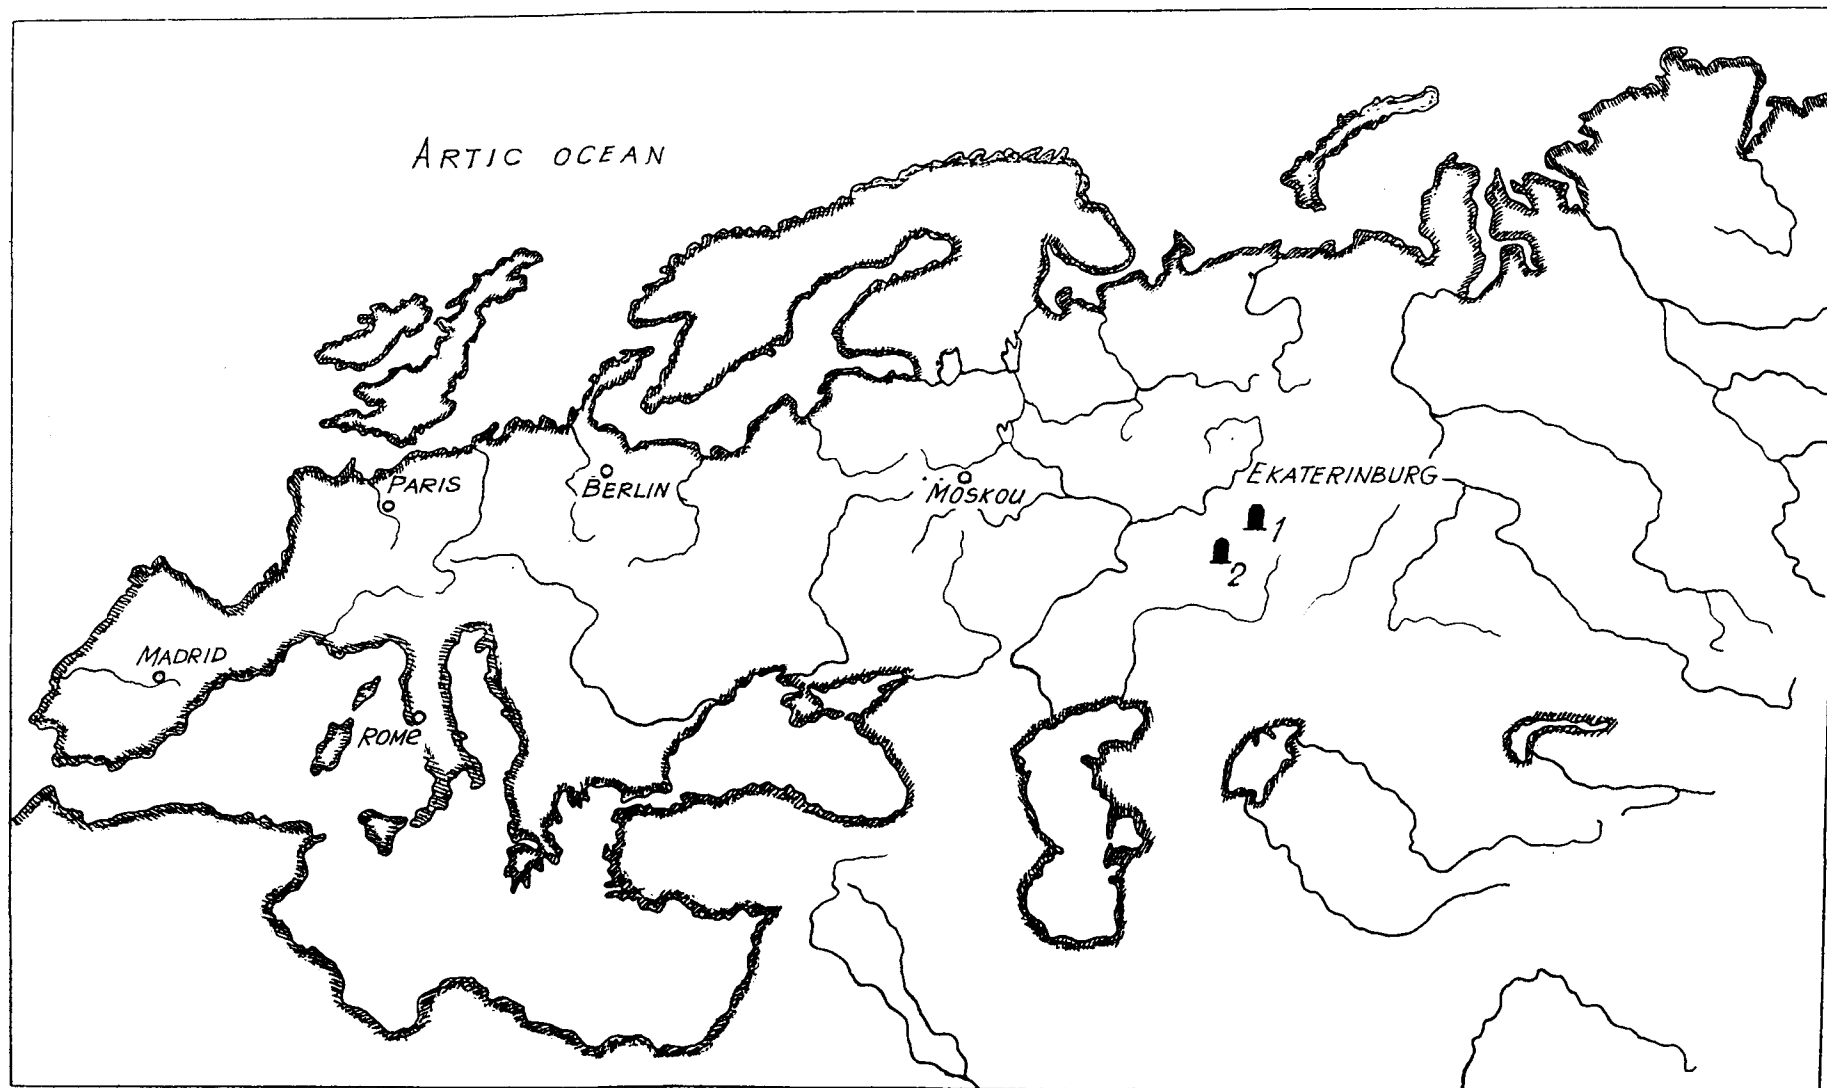 ARTIC OCEAN
PARIS
BERLIN
MOSKOU
EKATERINBURG
1
2
MADRID
ROME